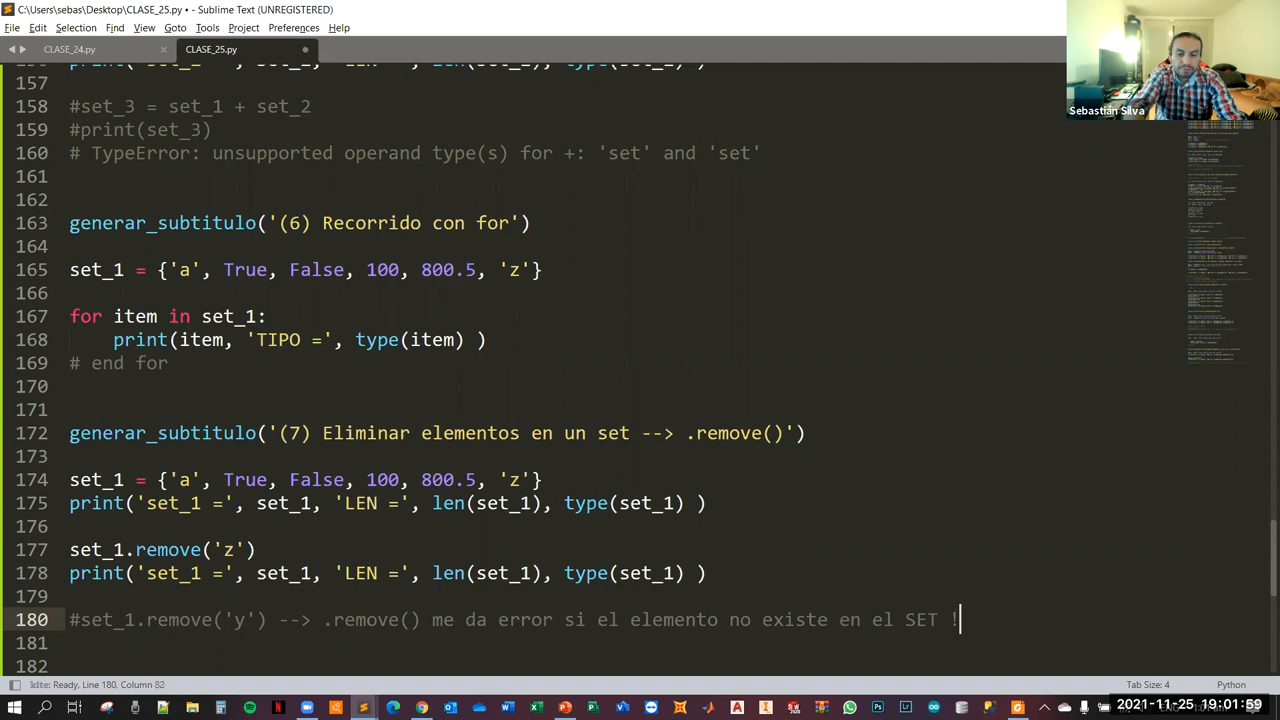 C:\Users\sebas\Desktop\CLASE_25.py • - Sublime Text (UNREGISTERED)
File Edit Selection Find View Goto Tools Project Preferences Help
CLASE_24.py CLASE_25.py
Sebastián Silva
157
158 #set_3 = set_1 + set_2
159 #print(set_3)
160 # TypeError: unsupported operand type(s) for +: 'set' and 'set'
161
162
163 generar_subtitulo('(6) Recorrido con for')
164
165 set_1 = {'a', True, False, 100, 800.5, 'z'}
166
167 for item in set_1:
168 print(item, 'TIPO =', type(item) )
169 # end for
170
171
172 generar_subtitulo('(7) Eliminar elementos en un set --> .remove()')
173
174 set_1 = {'a', True, False, 100, 800.5, 'z'}
175 print('set_1 =', set_1, 'LEN =', len(set_1), type(set_1) )
176
177 set_1.remove('z')
178 print('set_1 =', set_1, 'LEN =', len(set_1), type(set_1) )
179
180 #set_1.remove('y') --> .remove() me da error si el elemento no existe en el SET !
181
182
Ready, Line 180, Column 82 Tab Size: 4 Python
2021-11-25 19:01:59